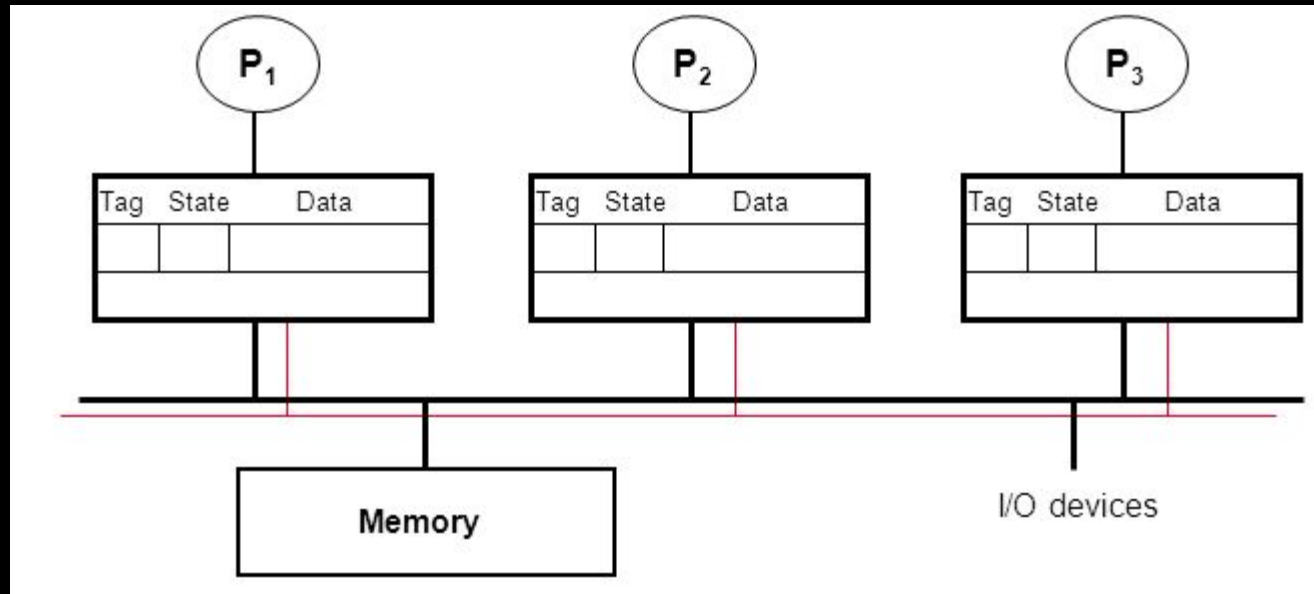 P₁
P₂
P₃
Tag State Data
Tag State Data
Tag State Data
Memory
I/O devices